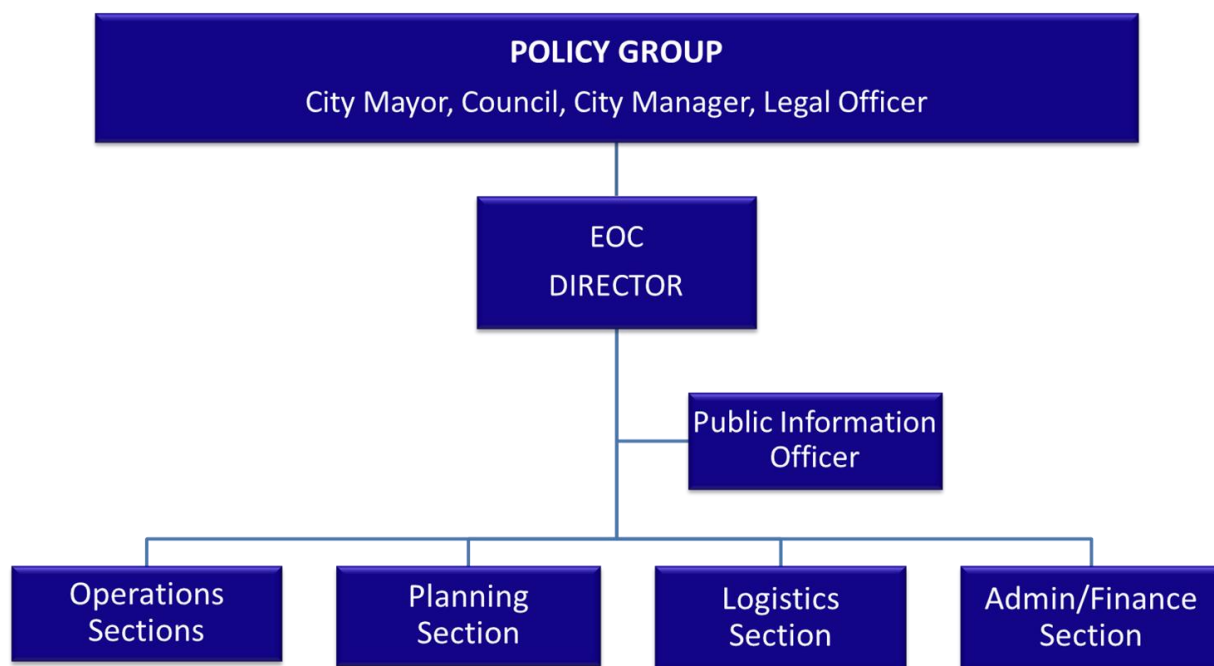 POLICY GROUP
City Mayor, Council, City Manager, Legal Officer
EOC
DIRECTOR
Public Information
Officer
Operations
Sections
Planning
Section
Logistics
Section
Admin/Finance
Section